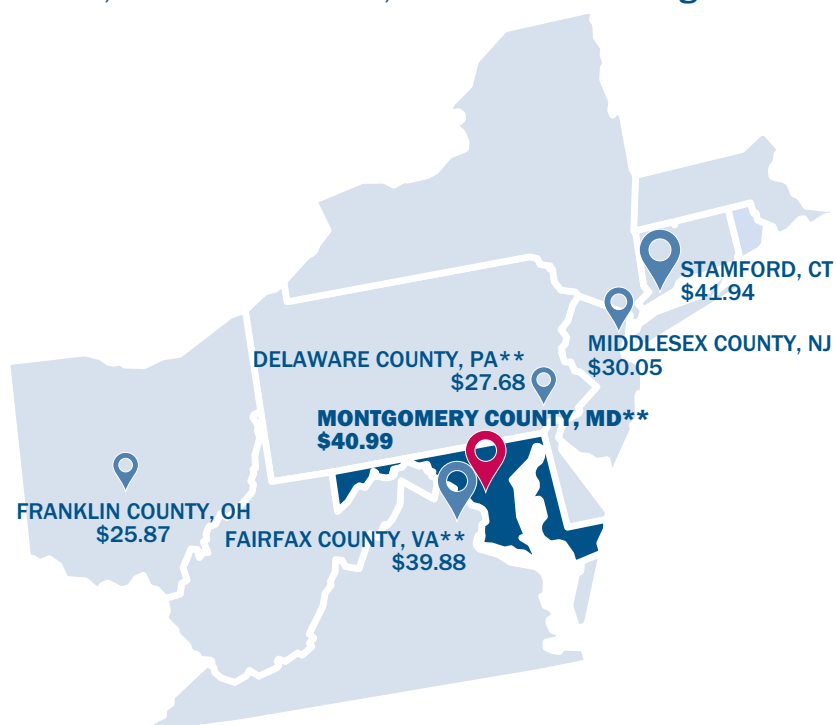 STAMFORD, CT
$41.94
MIDDLESEX COUNTY, NJ
$30.05
DELAWARE COUNTY, PA**
$27.68
MONTGOMERY COUNTY, MD**
$40.99
FRANKLIN COUNTY, OH
$25.87
FAIRFAX COUNTY, VA**
$39.88